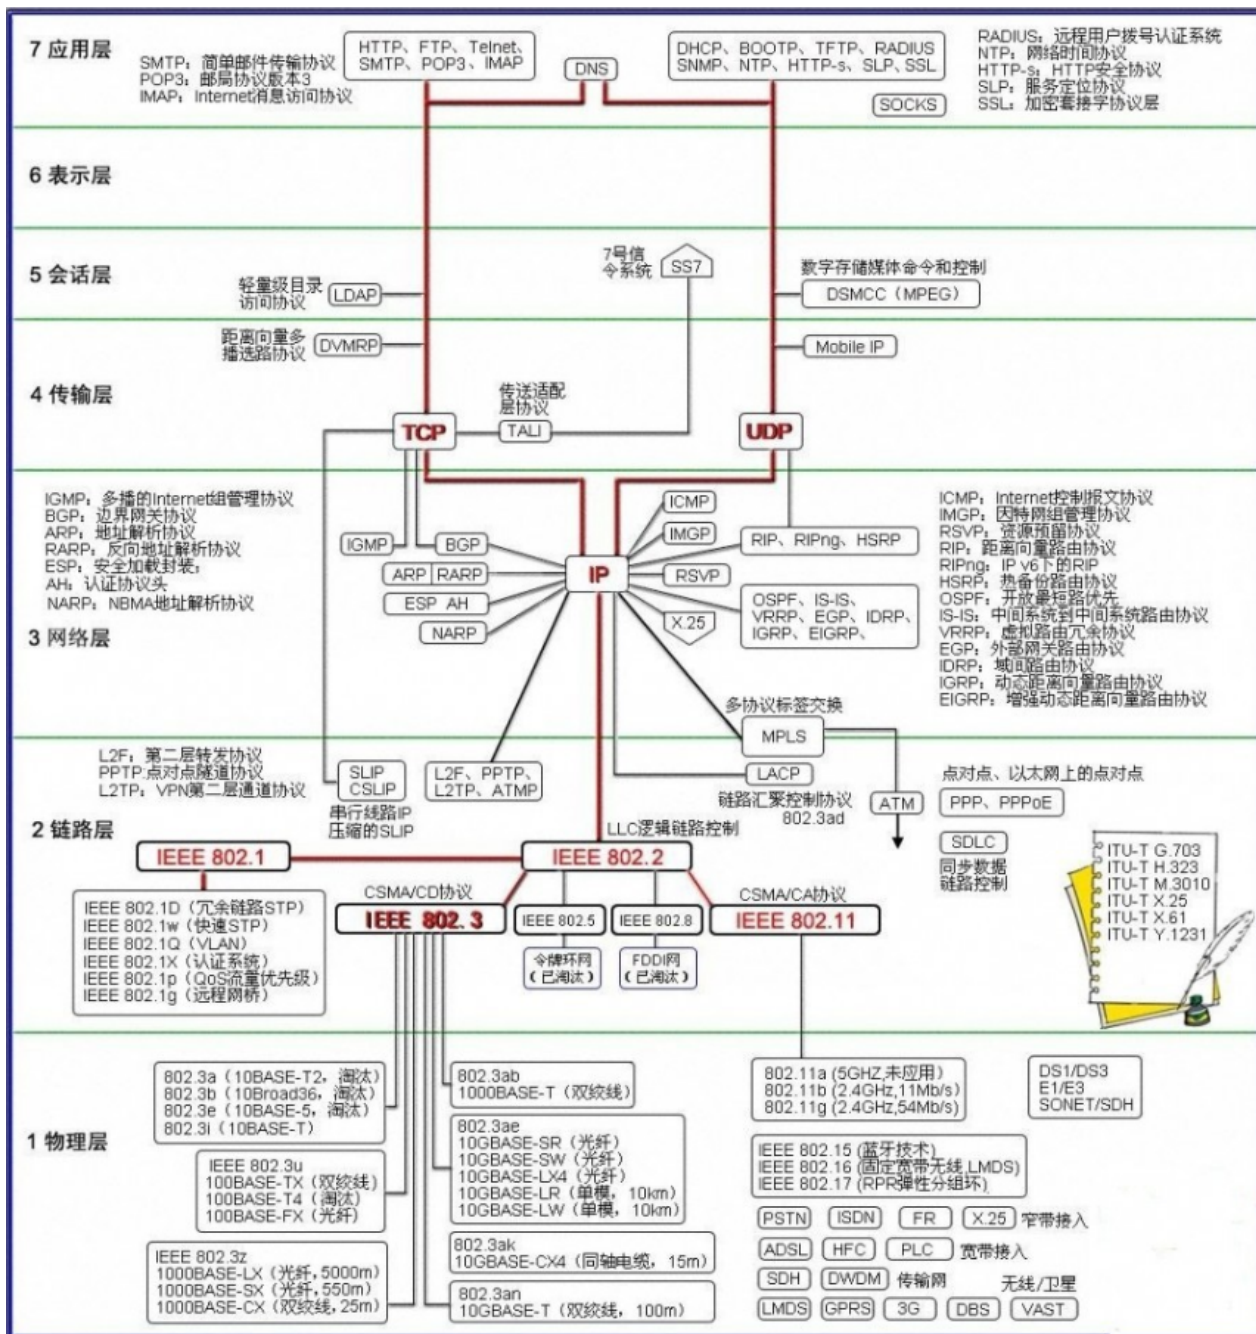 7 应用层
SMTP：简单邮件传输协议
POP3：邮局协议版本3
IMAP：Internet消息访问协议
HTTP、FTP、Telnet、
SMTP、POP3、IMAP
DNS
DHCP、BOOTP、TFTP、RADIUS
SNMP、NTP、HTTP-s、SLP、SSL
SOCKS
RADIUS：远程用户拨号认证系统
NTP：网络时间协议
HTTP-s：HTTP安全协议
SLP：服务定位协议
SSL：加密套接字协议层
6 表示层
5 会话层
轻量级目录
访问协议
LDAP
7号信
令系统
SS7
数字存储媒体命令和控制
DSMCC（MPEG）
4 传输层
距离向量多
播选路协议
DVMRP
Mobile IP
传送适配
层协议
TCP
TALI
UDP
3 网络层
IGMP：多播的Internet组管理协议
BGP：边界网关协议
ARP：地址解析协议
RARP：反向地址解析协议
ESP：安全加载封装；
AH：认证协议头
NARP：NBMA地址解析协议
IGMP
BGP
ARP
RARP
ESP AH
NARP
IP
ICMP
IMGP
RSVP
X.25
RIP、RIPng、HSRP
OSPF、IS-IS、
VRRP、EGP、IDRP、
IGRP、EIGRP、
ICMP：Internet控制报文协议
IMGP：因特网组管理协议
RSVP：资源预留协议
RIP：距离向量路由协议
RIPng：IP v6下的RIP
HSRP：热备份路由协议
OSPF：开放最短路优先
IS-IS：中间系统到中间系统路由协议
VRRP：虚拟路由冗余协议
EGP：外部网关路由协议
IDRP：域间路由协议
IGRP：动态距离向量路由协议
EIGRP：增强动态距离向量路由协议
多协议标签交换
MPLS
2 链路层
L2F：第二层转发协议
PPTP:点对点隧道协议
L2TP：VPN第二层通道协议
SLIP
CSLIP
串行线路IP
压缩的SLIP
L2F、PPTP、
L2TP、ATMP
LACP
链路汇聚控制协议
802.3ad
ATM
点对点、以太网上的点对点
PPP、PPPoE
SDLC
同步数据
链路控制
LLC逻辑链路控制
IEEE 802.1
IEEE 802.2
CSMA/CD协议
IEEE 802.3
IEEE 802.5
IEEE 802.8
CSMA/CA协议
IEEE 802.11
令牌环网
（已淘汰）
FDDI网
（已淘汰）
IEEE 802.1D（冗余链路STP）
IEEE 802.1w（快速STP）
IEEE 802.1Q（VLAN）
IEEE 802.1X（认证系统）
IEEE 802.1p（QoS流量优先级）
IEEE 802.1g（远程网桥）
ITU-T G.703
ITU-T H.323
ITU-T M.3010
ITU-T X.25
ITU-T X.61
ITU-T Y.1231
1 物理层
802.3a（10BASE-T2，淘汰）
802.3b（10Broad36，淘汰）
802.3e（10BASE-5，淘汰）
802.3i（10BASE-T）
IEEE 802.3u
100BASE-TX（双绞线）
100BASE-T4（淘汰）
100BASE-FX（光纤）
IEEE 802.3z
1000BASE-LX（光纤,5000m）
1000BASE-SX（光纤,550m）
1000BASE-CX（双绞线,25m）
802.3ab
1000BASE-T（双绞线）
802.3ae
10GBASE-SR（光纤）
10GBASE-SW（光纤）
10GBASE-LX4（光纤）
10GBASE-LR（单模，10km）
10GBASE-LW（单模，10km）
802.3ak
10GBASE-CX4（同轴电缆，15m）
802.3an
10GBASE-T（双绞线，100m）
802.11a（5GHZ,未应用）
802.11b（2.4GHz,11Mb/s）
802.11g（2.4GHz,54Mb/s）
DS1/DS3
E1/E3
SONET/SDH
IEEE 802.15（蓝牙技术）
IEEE 802.16（固定宽带无线,LMDS）
IEEE 802.17（RPR弹性分组环）
PSTN ISDN FR X.25 窄带接入
ADSL HFC PLC 宽带接入
SDH DWDM 传输网 无线/卫星
LMDS GPRS 3G DBS VAST